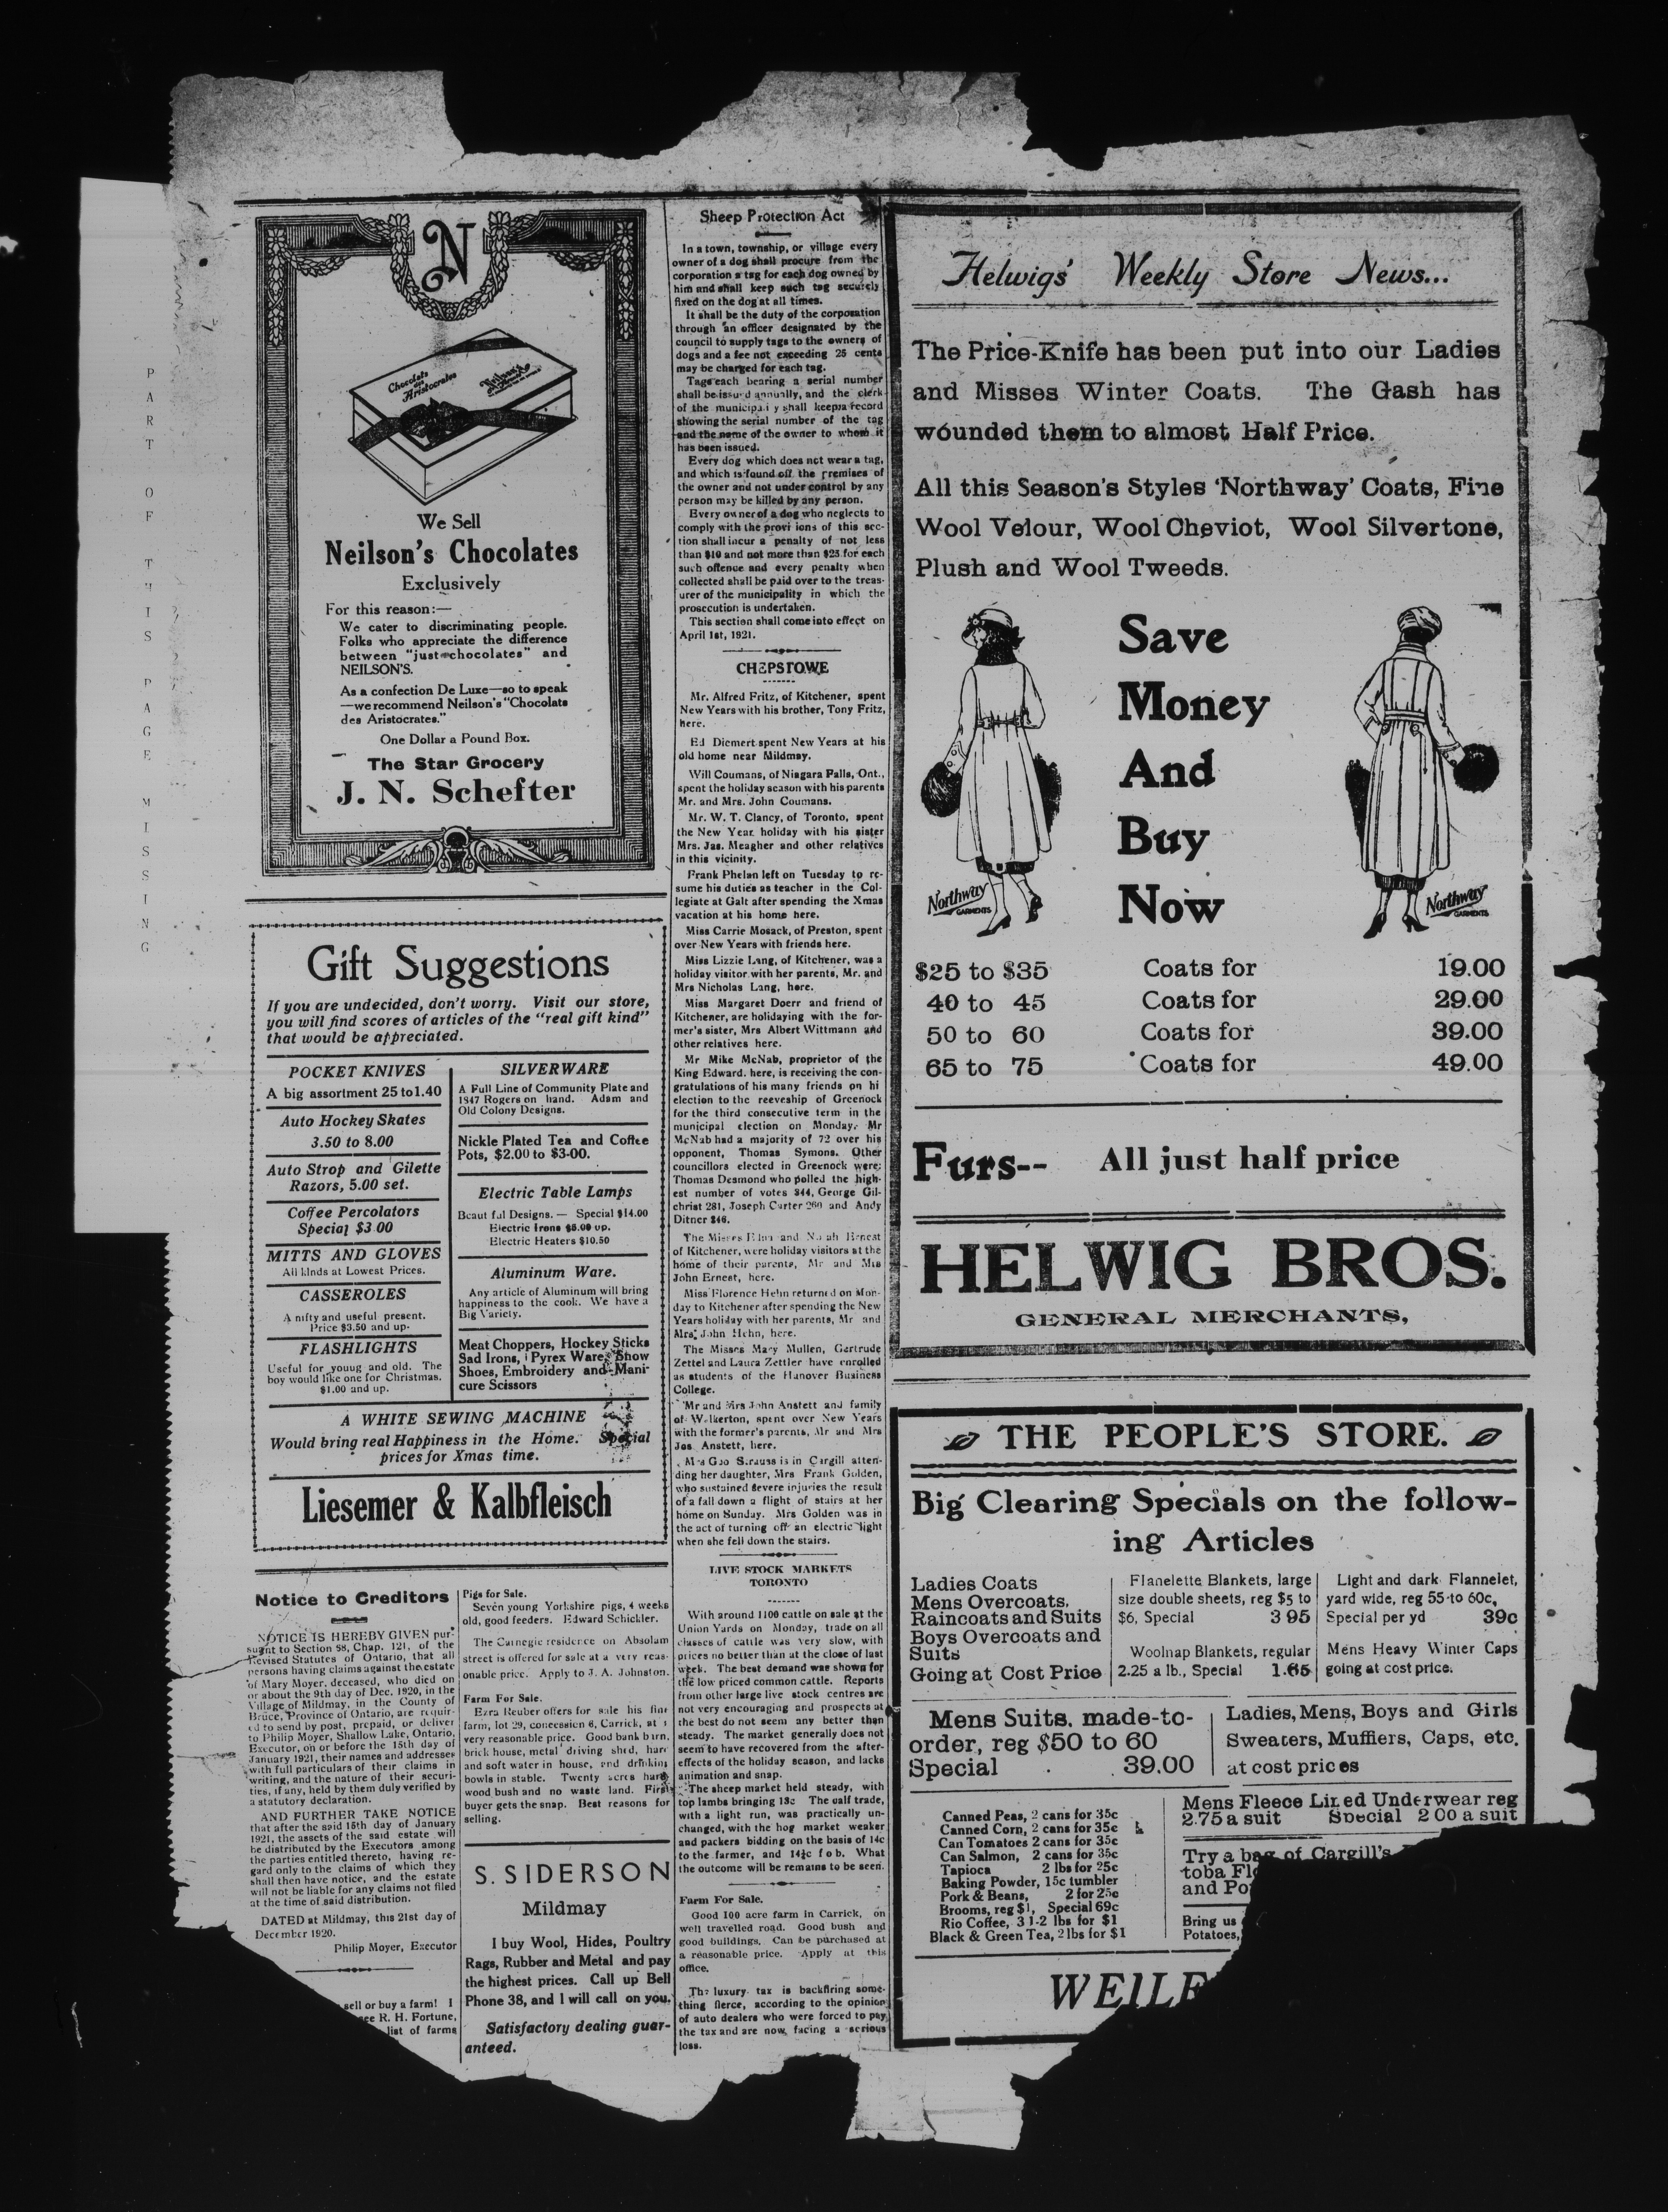 PART OF THIS PAGE MISSING
N
Chocolats
des
Aristocrates
We Sell
Neilson's Chocolates
Exclusively
For this reason:—
We cater to discriminating people.
Folks who appreciate the difference
between "just chocolates" and
NEILSON'S.
As a confection De Luxe—so to speak
—we recommend Neilson's "Chocolats
des Aristocrates."
One Dollar a Pound Box.
The Star Grocery
J. N. Schefter
Gift Suggestions
If you are undecided, don't worry. Visit our store,
you will find scores of articles of the "real gift kind"
that would be appreciated.
POCKET KNIVES
A big assortment 25 to 1.40
Auto Hockey Skates
3.50 to 8.00
Auto Strop and Gilette
Razors, 5.00 set.
Coffee Percolators
Special $3 00
MITTS AND GLOVES
All kinds at Lowest Prices.
CASSEROLES
A nifty and useful present.
Price $3.50 and up.
FLASHLIGHTS
Useful for youug and old. The
boy would like one for Christmas.
$1.00 and up.
SILVERWARE
A Full Line of Community Plate and
1847 Rogers on hand. Adam and
Old Colony Designs.
Nickle Plated Tea and Coffee
Pots, $2.00 to $3-00.
Electric Table Lamps
Beaut ful Designs. — Special $14.00
Electric Irons $6.00 up.
Electric Heaters $10.50
Aluminum Ware.
Any article of Aluminum will bring
happiness to the cook. We have a
Big Variety.
Meat Choppers, Hockey Sticks
Sad Irons, Pyrex Ware, Show
Shoes, Embroidery and Mani-
cure Scissors
A WHITE SEWING MACHINE
Would bring real Happiness in the Home. Special
prices for Xmas time.
Liesemer & Kalbfleisch
Notice to Creditors
NOTICE IS HEREBY GIVEN pur-
suant to Section 58, Chap. 121, of the
Revised Statutes of Ontario, that all
persons having claims against the estate
of Mary Moyer, deceased, who died on
or about the 9th day of Dec. 1920, in the
Village of Mildmay, in the County of
Bruce, Province of Ontario, are requir-
ed to send by post, prepaid, or deliver
to Philip Moyer, Shallow Lake, Ontario,
Executor, on or before the 15th day of
January 1921, their names and addresses
with full particulars of their claims in
writing, and the nature of their securi-
ties, if any, held by them duly verified by
a statutory declaration.
AND FURTHER TAKE NOTICE
that after the said 15th day of January
1921, the assets of the said estate will
be distributed by the Executors among
the parties entitled thereto, having re-
gard only to the claims of which they
shall then have notice, and the estate
will not be liable for any claims not filed
at the time of said distribution.
DATED at Mildmay, this 21st day of
December 1920.
Philip Moyer, Executor
sell or buy a farm! I
see R. H. Fortune,
list of farms
Pigs for Sale.
Seven young Yorkshire pigs, 4 weeks
old, good feeders. Edward Schickler.
The Carnegie residence on Absolam
street is offered for sale at a very reas-
onable price. Apply to J. A. Johnston.
Farm For Sale.
Ezra Reuber offers for sale his fine
farm, lot 29, concession 6, Carrick, at a
very reasonable price. Good bank barn,
brick house, metal driving shed, hard
and soft water in house, and drinking
bowls in stable. Twenty acres hard
wood bush and no waste land. First
buyer gets the snap. Best reasons for
selling.
S. SIDERSON
Mildmay
I buy Wool, Hides, Poultry
Rags, Rubber and Metal and pay
the highest prices. Call up Bell
Phone 38, and I will call on you.
Satisfactory dealing guar-
anteed.
Sheep Protection Act
In a town, township, or village every
owner of a dog shall procure from the
corporation a tag for each dog owned by
him and shall keep such tag securely
fixed on the dog at all times.
It shall be the duty of the corporation
through an officer designated by the
council to supply tags to the owners of
dogs and a fee not exceeding 25 cents
may be charged for each tag.
Tags each bearing a serial number
shall be issu d annually, and the clerk
of the municipali y shall keep a record
showing the serial number of the tag
and the name of the owner to whom it
has been issued.
Every dog which does not wear a tag,
and which is found off the premises of
the owner and not under control by any
person may be killed by any person.
Every owner of a dog who neglects to
comply with the provi ions of this sec-
tion shall incur a penalty of not less
than $10 and not more than $25 for each
such offence and every penalty when
collected shall be paid over to the treas-
urer of the municipality in which the
prosecution is undertaken.
This section shall come into effect on
April 1st, 1921.
CHEPSTOWE
Mr. Alfred Fritz, of Kitchener, spent
New Years with his brother, Tony Fritz,
here.
Ed Diemert spent New Years at his
old home near Mildmay.
Will Coumans, of Niagara Falls, Ont.,
spent the holiday season with his parents
Mr. and Mrs. John Coumans.
Mr. W. T. Clancy, of Toronto, spent
the New Year holiday with his sister
Mrs. Jas. Meagher and other relatives
in this vicinity.
Frank Phelan left on Tuesday to re-
sume his duties as teacher in the Col-
legiate at Galt after spending the Xmas
vacation at his home here.
Miss Carrie Mosack, of Preston, spent
over New Years with friends here.
Miss Lizzie Lang, of Kitchener, was a
holiday visitor with her parents, Mr. and
Mrs Nicholas Lang, here.
Miss Margaret Doerr and friend of
Kitchener, are holidaying with the for-
mer's sister, Mrs Albert Wittmann and
other relatives here.
Mr Mike McNab, proprietor of the
King Edward, here, is receiving the con-
gratulations of his many friends on hi
election to the reeveship of Greenock
for the third consecutive term in the
municipal election on Monday. Mr
McNab had a majority of 72 over his
opponent, Thomas Symons. Other
councillors elected in Greenock were:
Thomas Desmond who polled the high-
est number of votes 344, George Gil-
christ 281, Joseph Carter 260 and Andy
Ditner 246.
The Misses and Ernest
of Kitchener, were holiday visitors at the
home of their parents, Mr and Mrs
John Ernest, here.
Miss Florence Hehn returned on Mon-
day to Kitchener after spending the New
Years holiday with her parents, Mr and
Mrs. John Hehn, here.
The Misses Mary Mullen, Gertrude
Zettel and Laura Zettler have enrolled
as students of the Hanover Business
College.
Mr and Mrs John Anstett and family
of Walkerton, spent over New Years
with the former's parents, Mr and Mrs
Jos. Anstett, here.
Mrs Geo Strauss is in Cargill atten-
ding her daughter, Mrs Frank Golden,
who sustained severe injuries the result
of a fall down a flight of stairs at her
home on Sunday. Mrs Golden was in
the act of turning off an electric light
when she fell down the stairs.
LIVE STOCK MARKETS
TORONTO
With around 1100 cattle on sale at the
Union Yards on Monday, trade on all
classes of cattle was very slow, with
prices no better than at the close of last
week. The best demand was shown for
the low priced common cattle. Reports
from other large live stock centres are
not very encouraging and prospects at
the best do not seem any better than
steady. The market generally does not
seem to have recovered from the after-
effects of the holiday season, and lacks
animation and snap.
The sheep market held steady, with
top lambs bringing 13c The calf trade,
with a light run, was practically un-
changed, with the hog market weaker
and packers bidding on the basis of 14c
to the farmer, and 14½c f o b. What
the outcome will be remains to be seen.
Farm For Sale.
Good 100 acre farm in Carrick, on
well travelled road. Good bush and
good buildings. Can be purchased at
a reasonable price. Apply at this
office.
The luxury tax is backfiring some-
thing fierce, according to the opinion
of auto dealers who were forced to pay
the tax and are now facing a serious
loss.
Helwigs' Weekly Store News...
The Price-Knife has been put into our Ladies
and Misses Winter Coats. The Gash has
wounded them to almost Half Price.
All this Season's Styles 'Northway' Coats, Fine
Wool Velour, Wool Cheviot, Wool Silvertone,
Plush and Wool Tweeds.
Save
Money
And
Buy
Now
Northway
GARMENTS
Northway
GARMENTS
$25 to $35 Coats for 19.00
40 to 45 Coats for 29.00
50 to 60 Coats for 39.00
65 to 75 Coats for 49.00
Furs-- All just half price
HELWIG BROS.
GENERAL MERCHANTS,
THE PEOPLE'S STORE.
Big Clearing Specials on the follow-
ing Articles
Ladies Coats
Mens Overcoats.
Raincoats and Suits
Boys Overcoats and
Suits
Going at Cost Price
Flanelette Blankets, large
size double sheets, reg $5 to
$6, Special 3 95
Woolnap Blankets, regular
2.25 a lb., Special 1.65
Light and dark Flannelet,
yard wide, reg 55 to 60c,
Special per yd 39c
Mens Heavy Winter Caps
going at cost price.
Mens Suits, made-to-
order, reg $50 to 60
Special 39.00
Ladies, Mens, Boys and Girls
Sweaters, Mufflers, Caps, etc.
at cost prices
Canned Peas, 2 cans for 35c
Canned Corn, 2 cans for 35c
Can Tomatoes 2 cans for 35c
Can Salmon, 2 cans for 35c
Tapioca 2 lbs for 25c
Baking Powder, 15c tumbler
Pork & Beans, 2 for 25c
Brooms, reg $1, Special 69c
Rio Coffee, 3 1-2 lbs for $1
Black & Green Tea, 2 lbs for $1
Mens Fleece Lined Underwear reg
2.75 a suit Special 2 00 a suit
Try a bag of Cargill's
toba Flo
and Po
Bring us
Potatoes,
WEILE